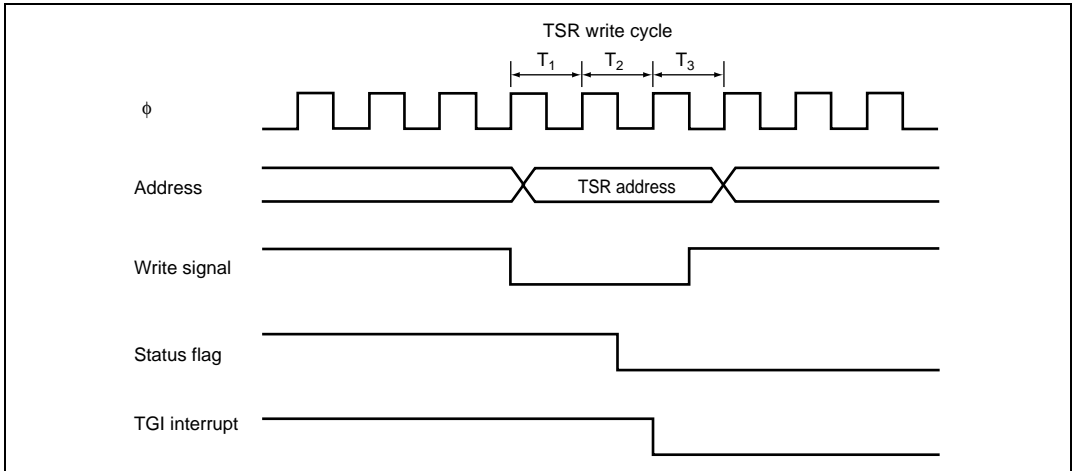 TSR write cycle
T1 T2 T3
ϕ
Address
TSR address
Write signal
Status flag
TGI interrupt